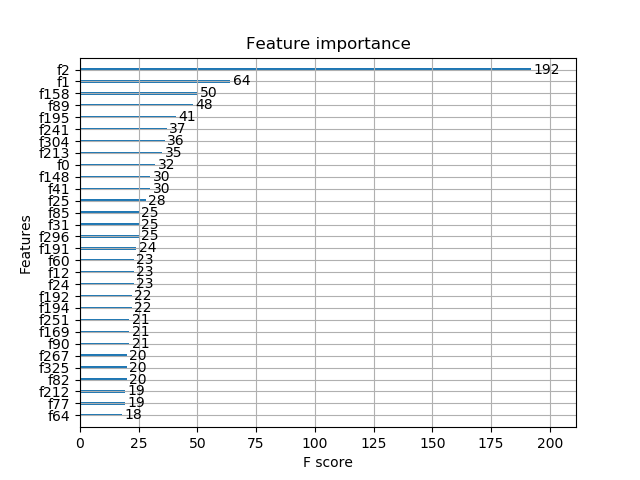 Feature importance
f2 192
f1 64
f158 50
f89 48
f195 41
f241 37
f304 36
f213 35
f0 32
f148 30
f41 30
f25 28
f85 25
f31 25
f296 25
f191 24
f60 23
f12 23
f24 23
f192 22
f194 22
f251 21
f169 21
f90 21
f267 20
f325 20
f82 20
f212 19
f77 19
f64 18
Features
0 25 50 75 100 125 150 175 200
F score